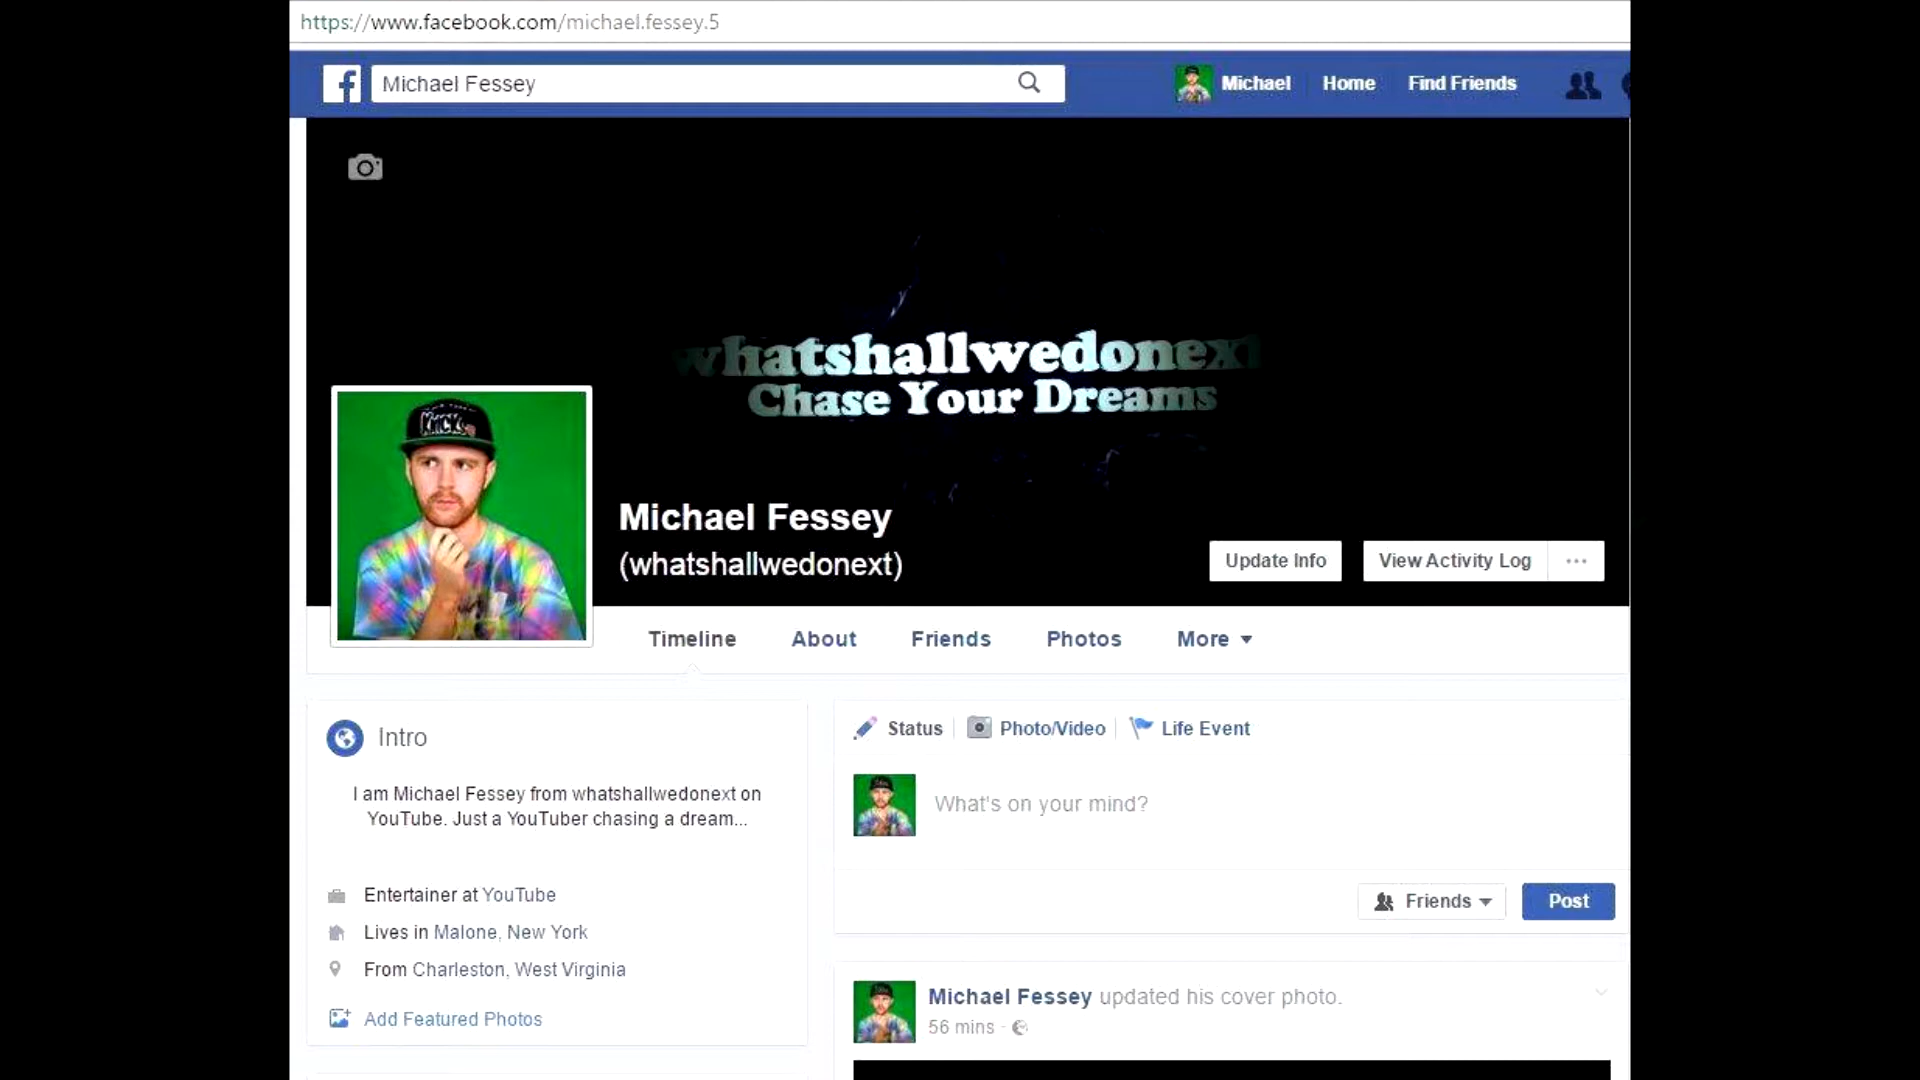 https://www.facebook.com/michael.fessey.5
Michael Fessey
Michael Home Find Friends
whatshallwedonext
Chase Your Dreams
KNICKS
Michael Fessey
(whatshallwedonext)
Update Info View Activity Log ...
Timeline About Friends Photos More
Intro
I am Michael Fessey from whatshallwedonext on
YouTube. Just a YouTuber chasing a dream...
Entertainer at YouTube
Lives in Malone, New York
From Charleston, West Virginia
Add Featured Photos
Status Photo/Video Life Event
What's on your mind?
Friends Post
Michael Fessey updated his cover photo.
56 mins ·